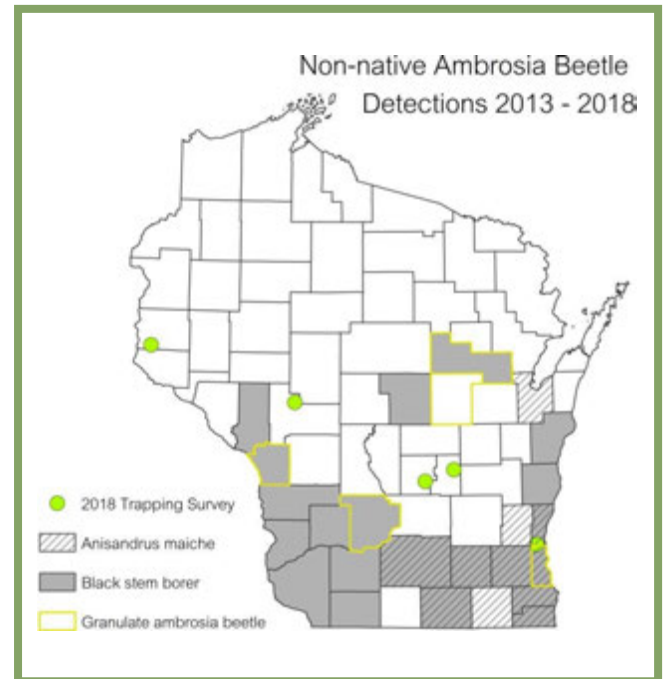 Non-native Ambrosia Beetle
Detections 2013 - 2018
2018 Trapping Survey
Anisandrus maiche
Black stem borer
Granulate ambrosia beetle